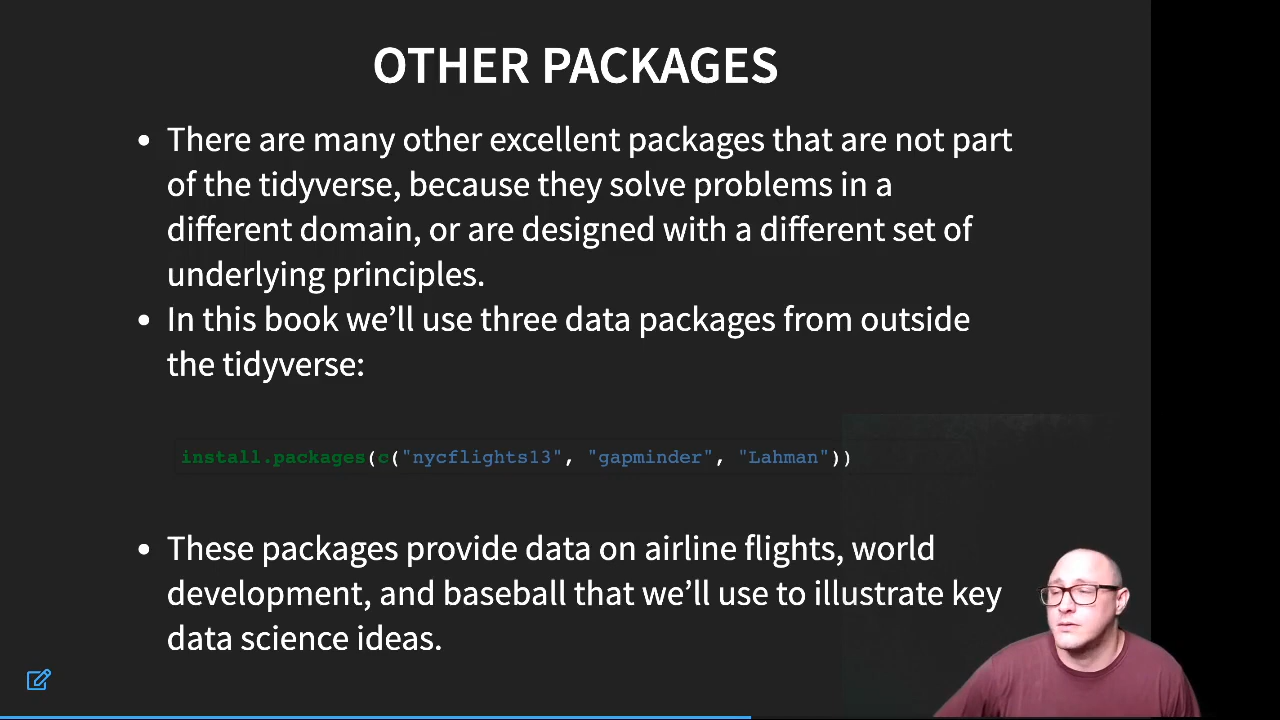 OTHER PACKAGES
There are many other excellent packages that are not part
of the tidyverse, because they solve problems in a
different domain, or are designed with a different set of
underlying principles.
In this book we’ll use three data packages from outside
the tidyverse:
install.packages(c("nycflights13", "gapminder", "Lahman"))
These packages provide data on airline flights, world
development, and baseball that we’ll use to illustrate key
data science ideas.